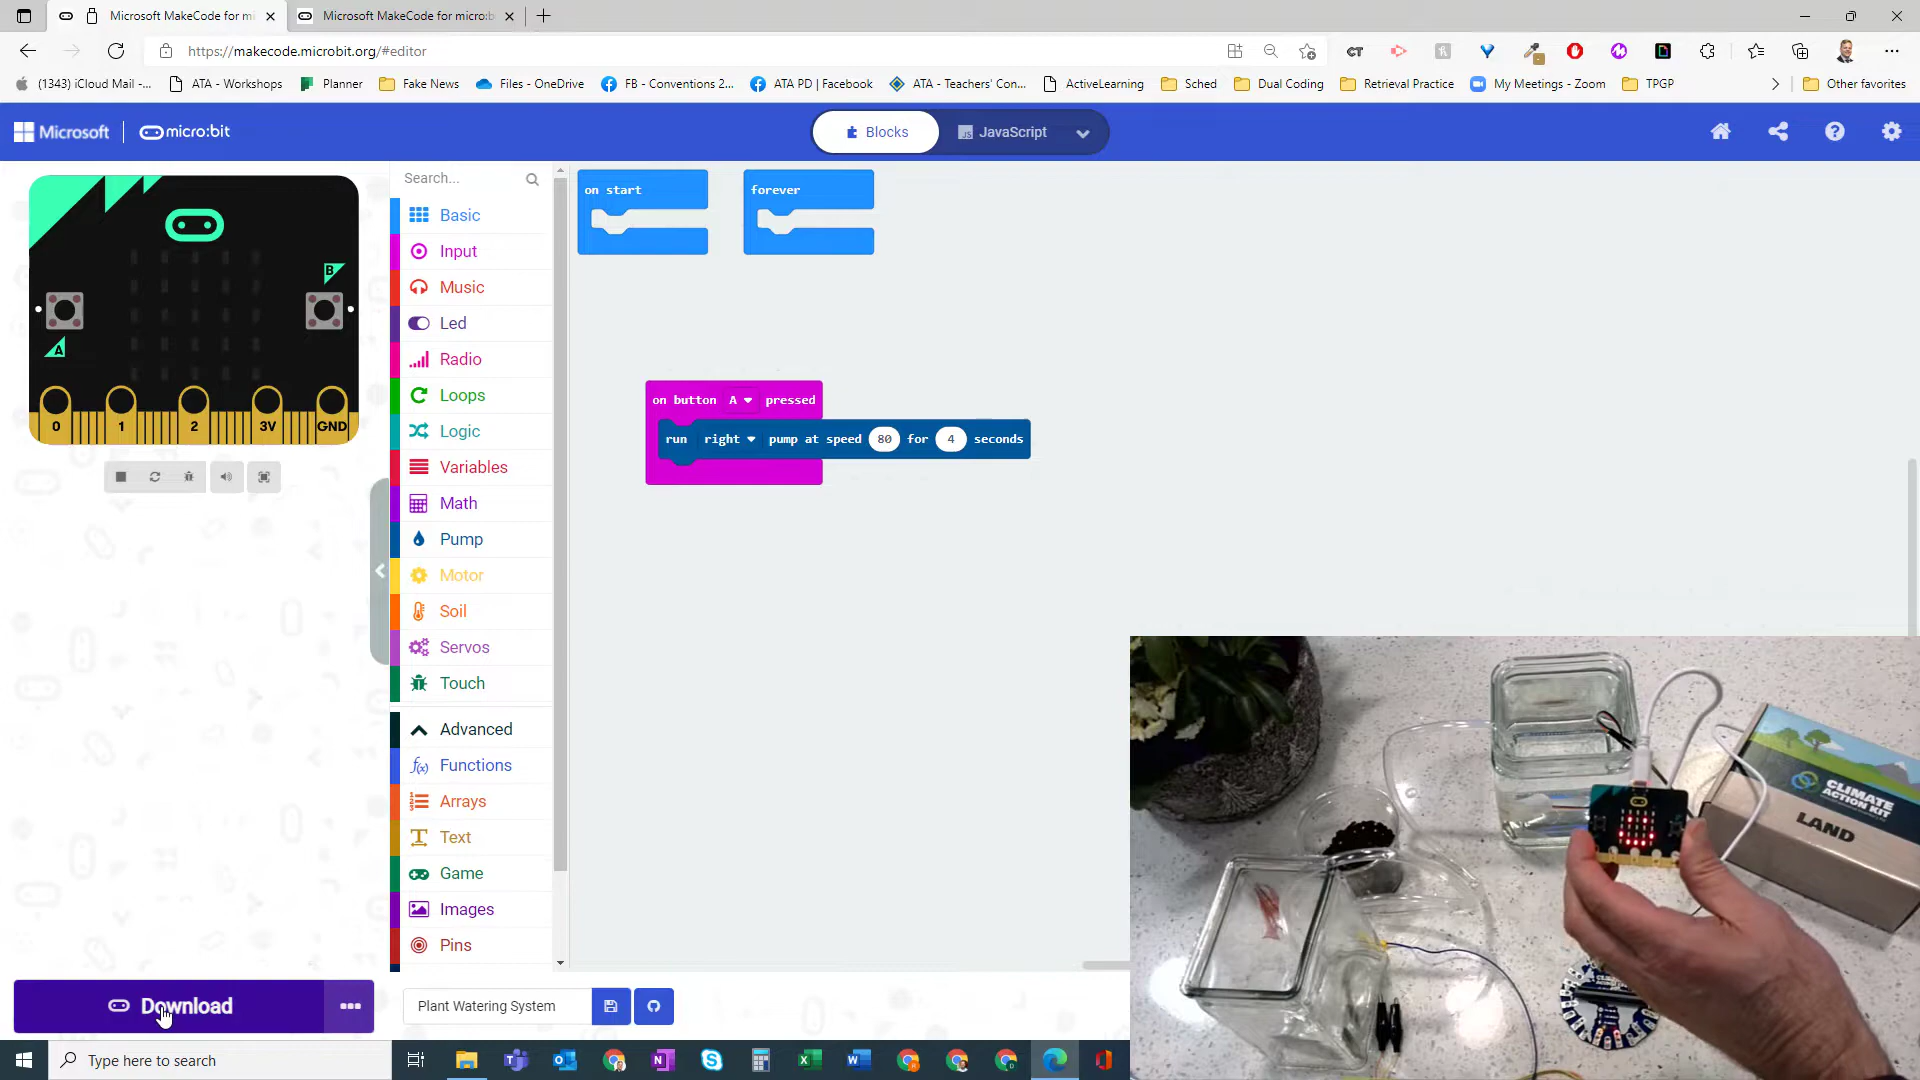 Microsoft MakeCode for mi
Microsoft MakeCode for micro:b
https://makecode.microbit.org/#editor
(1343) iCloud Mail -...
ATA - Workshops
Planner
Fake News
Files - OneDrive
FB - Conventions 2...
ATA PD | Facebook
ATA - Teachers' Con...
ActiveLearning
Sched
Dual Coding
Retrieval Practice
My Meetings - Zoom
TPGP
Other favorites
Microsoft
micro:bit
Blocks
JavaScript
Search...
on start
forever
B
A
0 1 2 3V GND
Basic
Input
Music
Led
Radio
Loops
Logic
Variables
Math
Pump
Motor
Soil
Servos
Touch
Advanced
Functions
Arrays
Text
Game
Images
Pins
on button A pressed
run right pump at speed 80 for 4 seconds
CLIMATE
ACTION KIT
LAND
Download
Plant Watering System
Type here to search